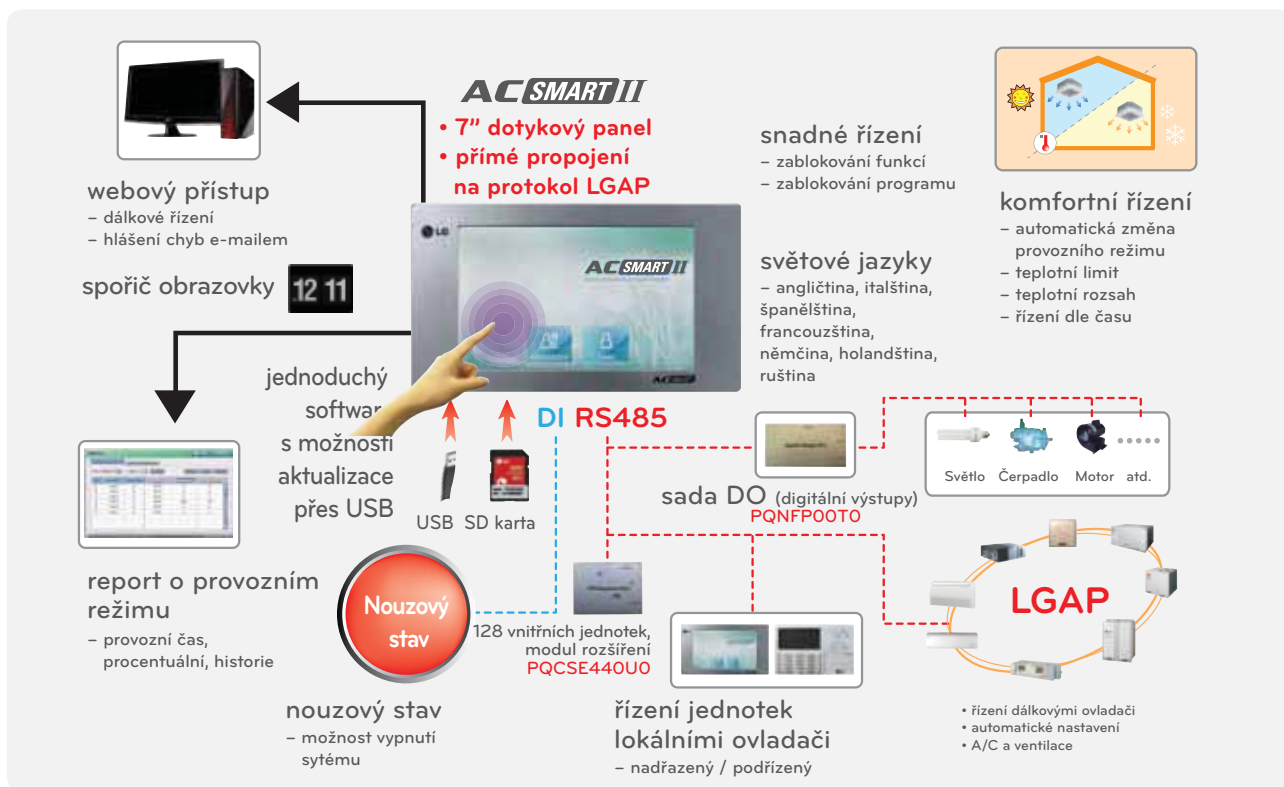 AC SMART II
• 7” dotykový panel
• přímé propojení
na protokol LGAP
webový přístup
– dálkové řízení
– hlášení chyb e-mailem
spořič obrazovky
12 11
LG
AC SMART II
AC SMART II
snadné řízení
– zablokování funkcí
– zablokování programu
světové jazyky
– angličtina, italština,
španělština,
francouzština,
němčina, holandština,
ruština
komfortní řízení
– automatická změna
provozního režimu
– teplotní limit
– teplotní rozsah
– řízení dle času
jednoduchý
softwar
s možností
aktualizace
přes USB
USB
SD karta
DI RS485
sada DO (digitální výstupy)
PQNFP00T0
Světlo
Čerpadlo
Motor
atd.
report o provozním
režimu
– provozní čas,
procentuální, historie
Nouzový
stav
nouzový stav
– možnost vypnutí
sytému
128 vnitřních jednotek,
modul rozšíření
PQCSE440U0
řízení jednotek
lokálními ovladači
– nadřazený / podřízený
LGAP
• řízení dálkovými ovladači
• automatické nastavení
• A/C a ventilace